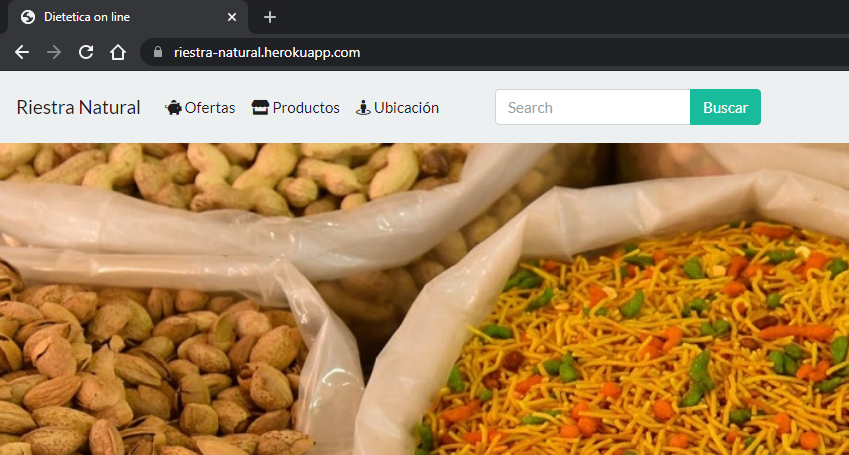 Dietetica on line
riestra-natural.herokuapp.com
Riestra Natural Ofertas Productos Ubicación Search Buscar